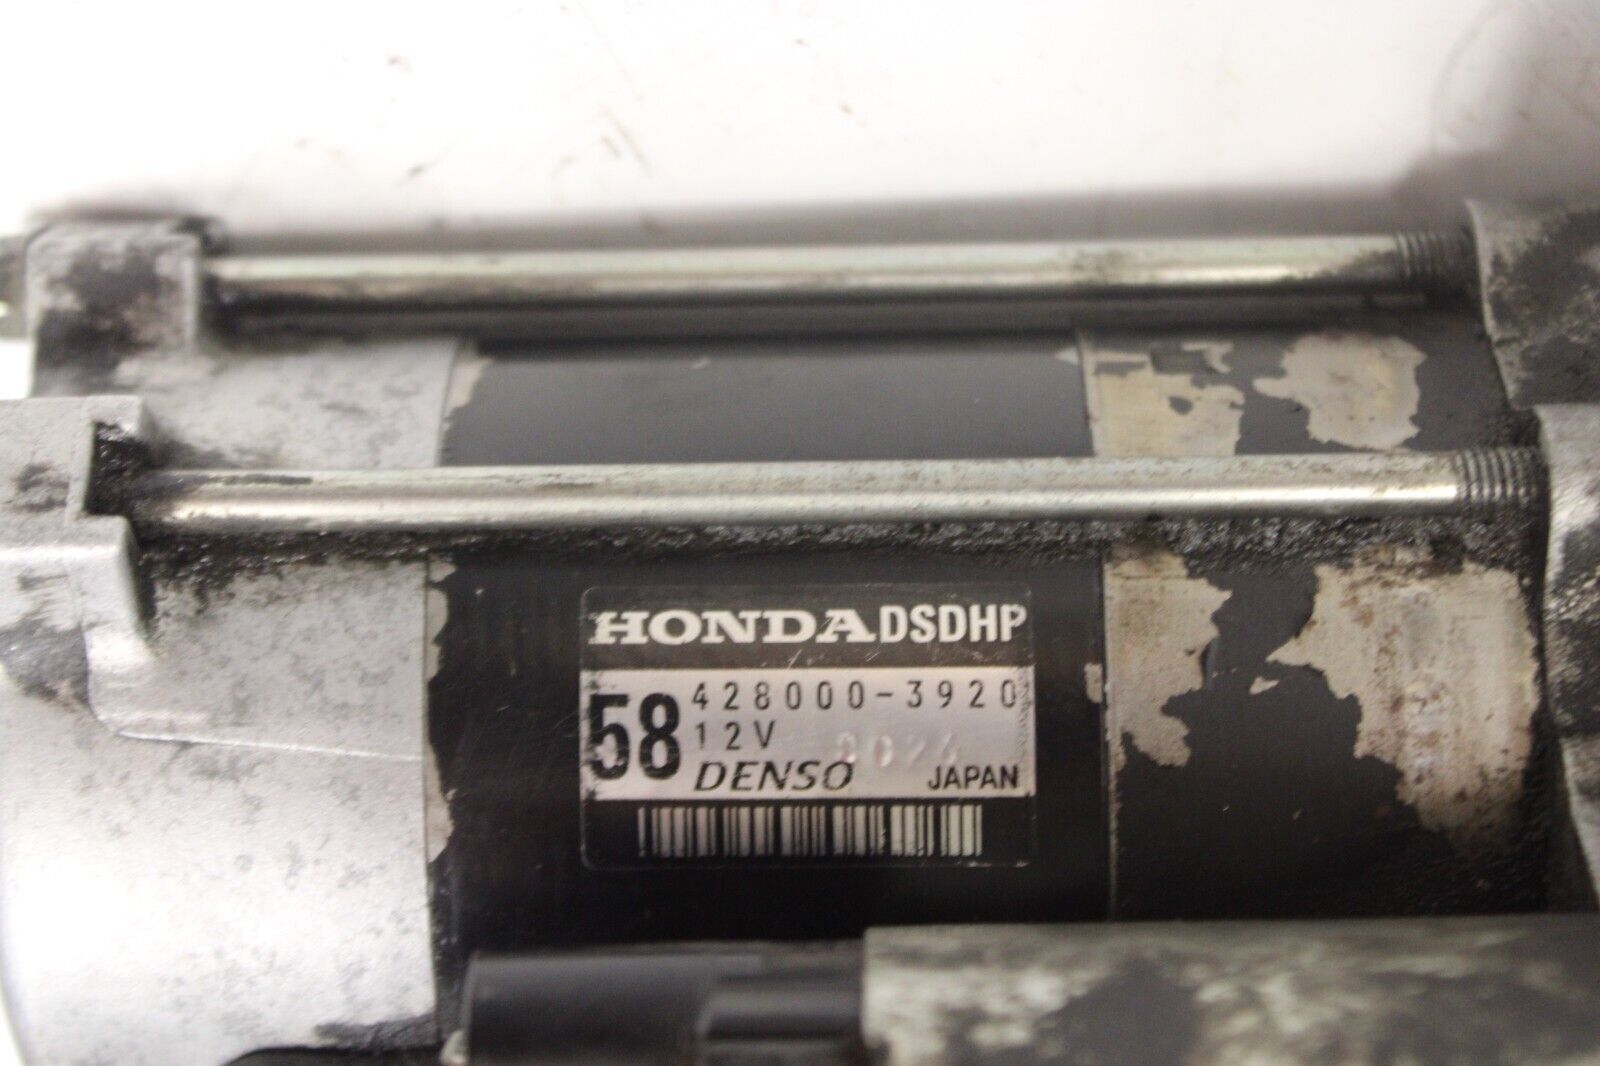 HONDA DSDHP
58 428000-3920
12V
DENSO JAPAN